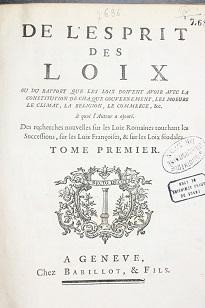 DE L'ESPRIT
DES
LOIX
OU DU RAPPORT QUE LES LOIX DOIVENT AVOIR AVEC LA
CONSTITUTION DE CHAQUE GOUVERNEMENT, LES MOEURS
LE CLIMAT, LA RELIGION, LE COMMERCE, &c.
à quoi l'Auteur a ajouté.
Des recherches nouvelles sur les Loix Romaines touchant les
Successions, sur les Loix Françoises, & sur les Loix féodales.
TOME PREMIER.
A GENEVE,
Chez BARILLOT, & FILS.